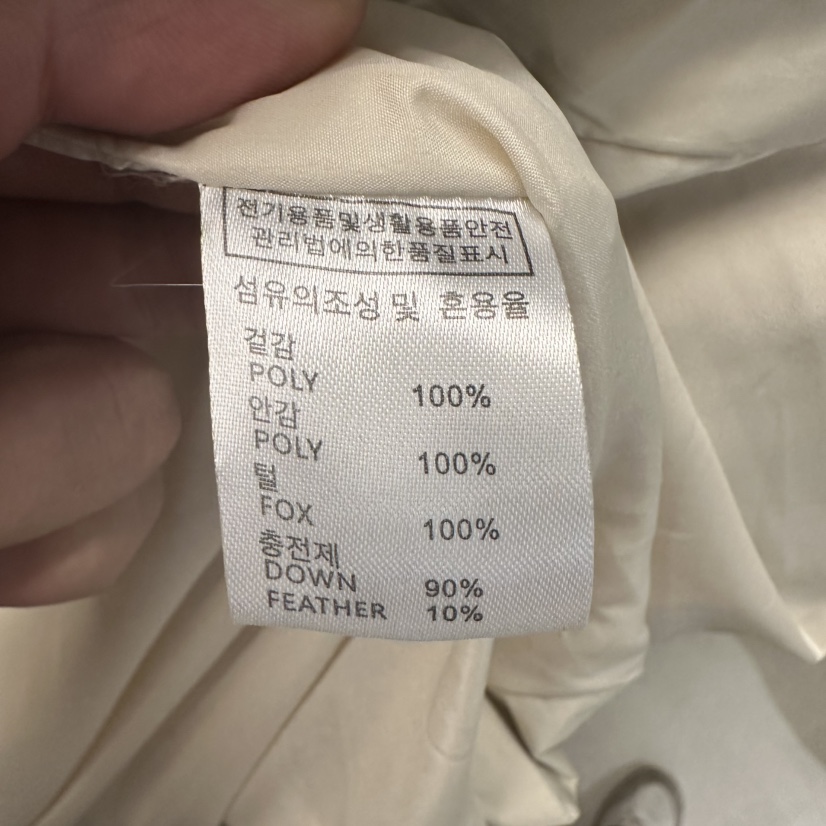 전기용품및생활용품안전
관리법에의한품질표시
섬유의조성 및 혼용율
겉감
POLY 100%
안감
POLY 100%
털
FOX 100%
충전제
DOWN 90%
FEATHER 10%